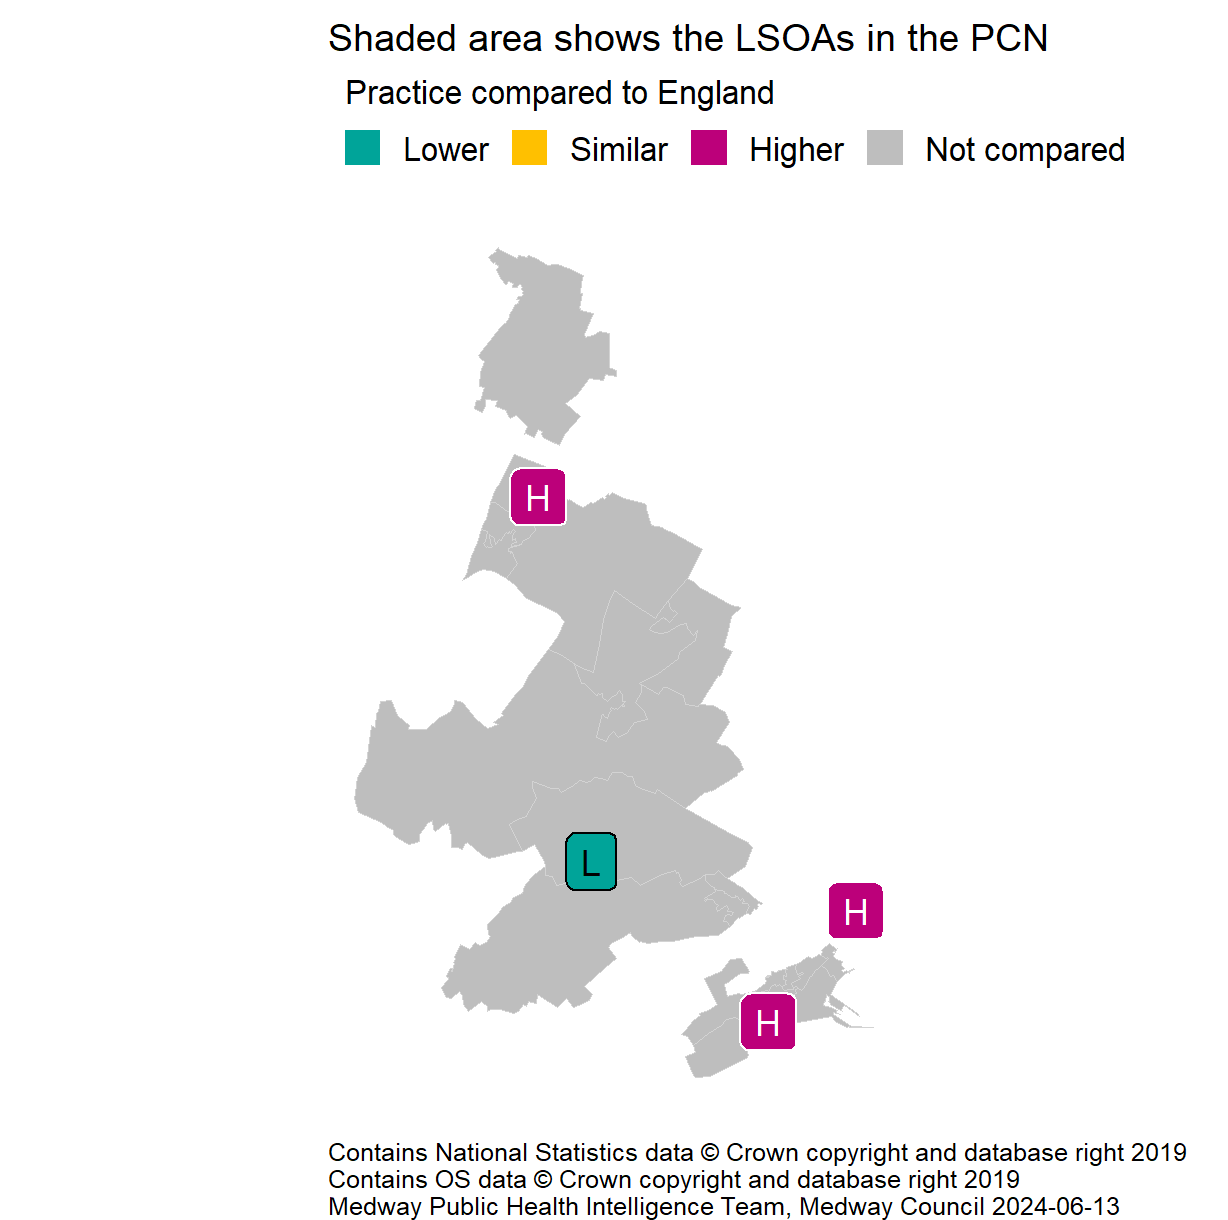 Shaded area shows the LSOAs in the PCN
Practice compared to England
Lower Similar Higher Not compared
H
L
H
H
Contains National Statistics data © Crown copyright and database right 2019
Contains OS data © Crown copyright and database right 2019
Medway Public Health Intelligence Team, Medway Council 2024-06-13